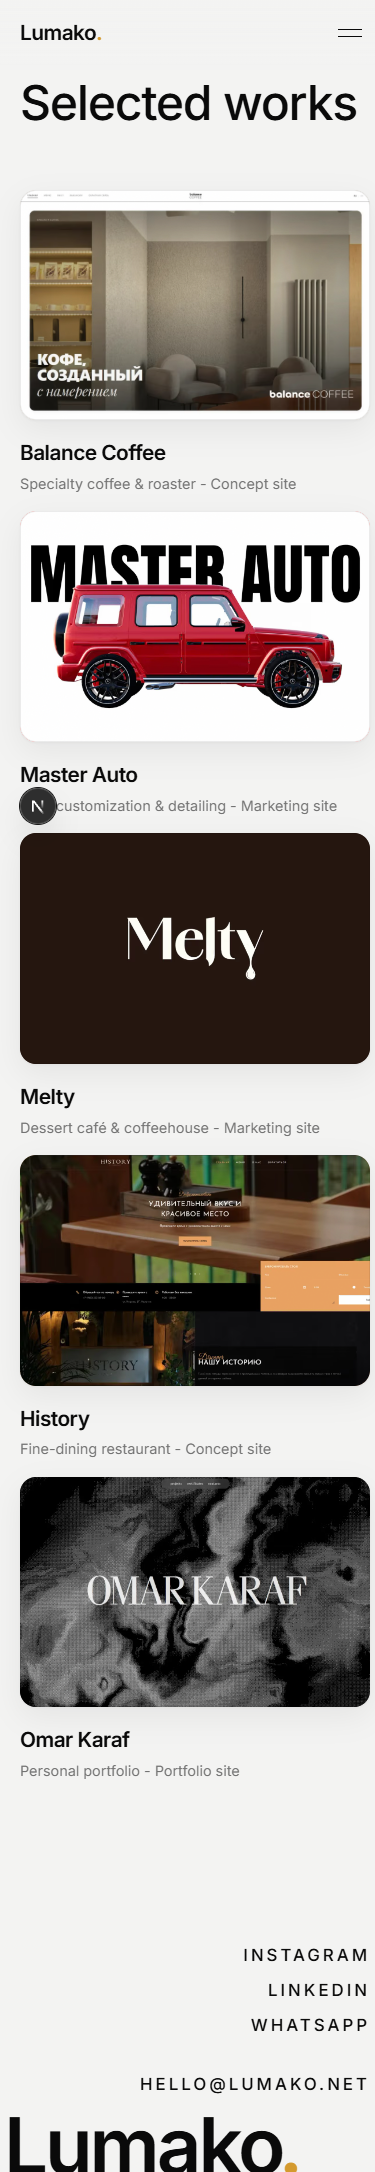 Lumako.
Selected works
balance
COFFEE
КОФЕ,
СОЗДАННЫЙ
с намерением
balance COFFEE
Balance Coffee
Specialty coffee & roaster - Concept site
MASTER AUTO
Master Auto
N
customization & detailing - Marketing site
Melty
Melty
Dessert café & coffeehouse - Marketing site
HISTORY
УДИВИТЕЛЬНЫЙ ВКУС И
КРАСИВОЕ МЕСТО
HISTORY
Discover
НАШУ ИСТОРИЮ
History
Fine-dining restaurant - Concept site
OMAR KARAF
Omar Karaf
Personal portfolio - Portfolio site
INSTAGRAM
LINKEDIN
WHATSAPP
HELLO@LUMAKO.NET
Lumako.